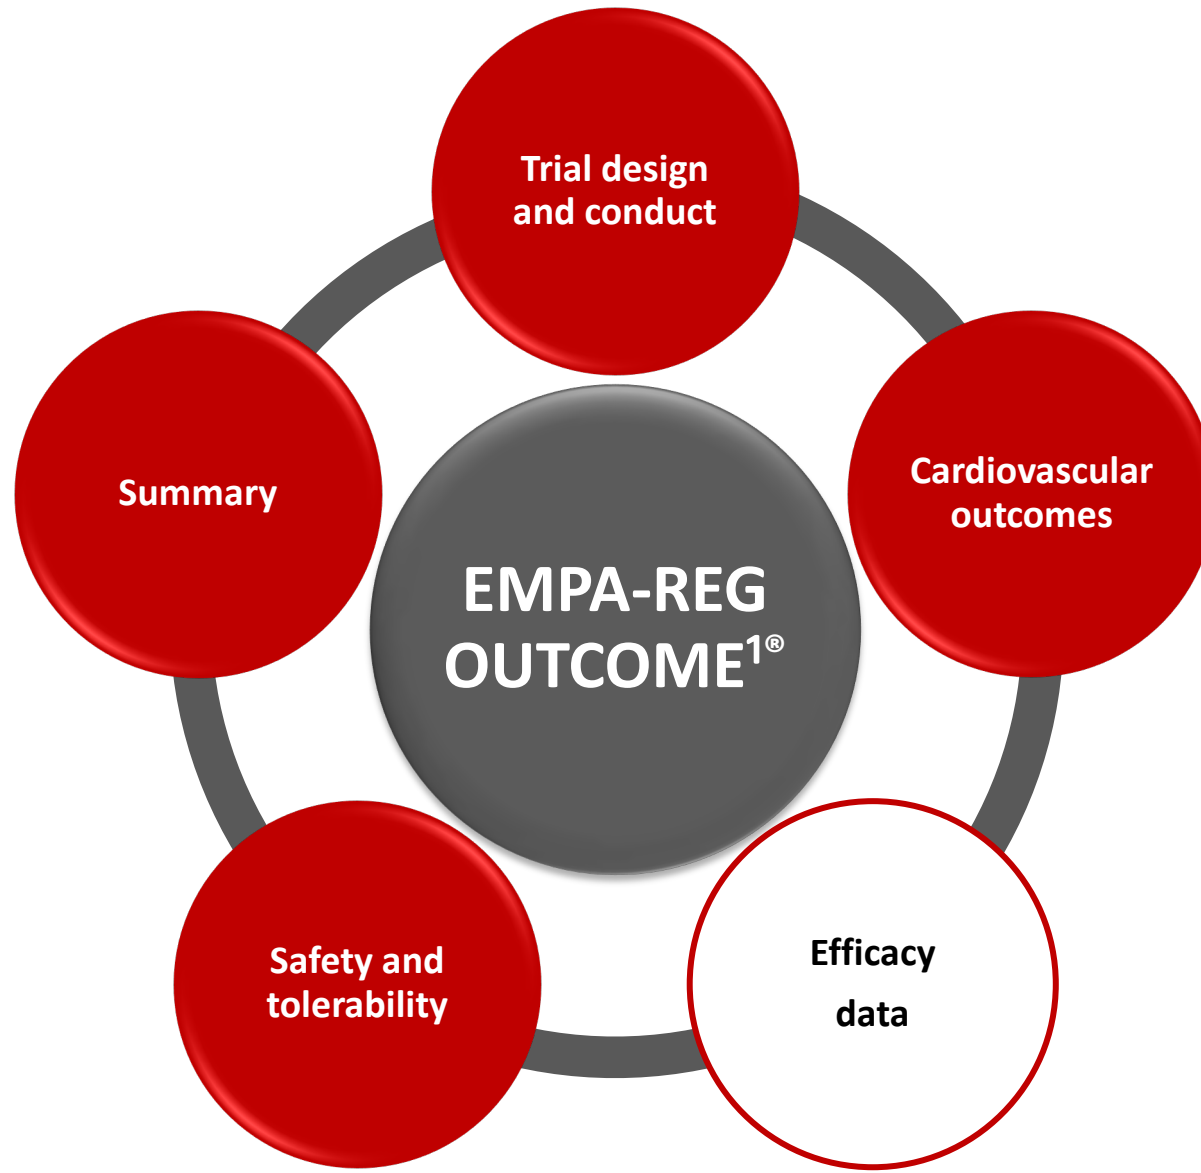 Trial design
and conduct
Cardiovascular
outcomes
Summary
EMPA-REG
OUTCOME¹®
Efficacy
data
Safety and
tolerability